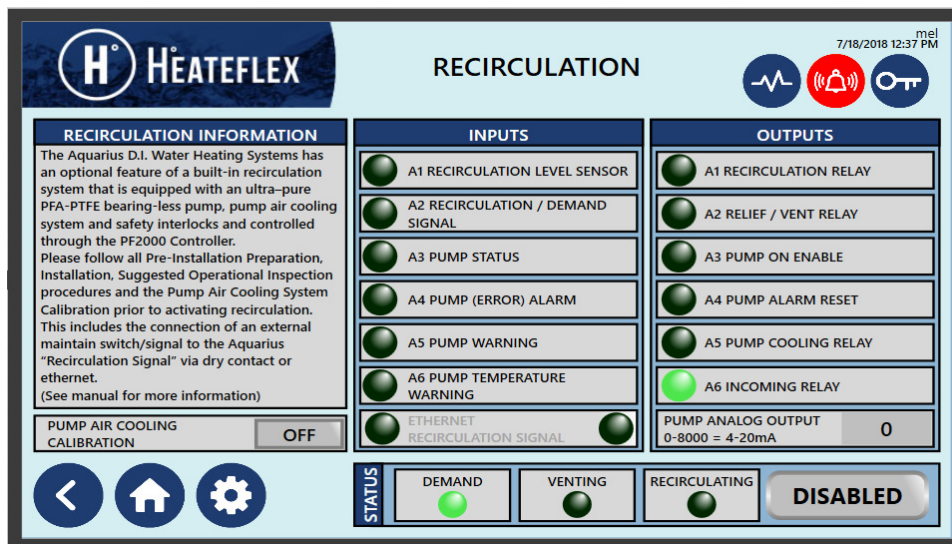 H° HEATEFLEX
RECIRCULATION
mel
7/18/2018 12:37 PM
RECIRCULATION INFORMATION
The Aquarius D.I. Water Heating Systems has
an optional feature of a built-in recirculation
system that is equipped with an ultra-pure
PFA-PTFE bearing-less pump, pump air cooling
system and safety interlocks and controlled
through the PF2000 Controller.
Please follow all Pre-Installation Preparation,
Installation, Suggested Operational Inspection
procedures and the Pump Air Cooling System
Calibration prior to activating recirculation.
This includes the connection of an external
maintain switch/signal to the Aquarius
“Recirculation Signal” via dry contact or
ethernet.
(See manual for more information)
PUMP AIR COOLING
CALIBRATION
OFF
INPUTS
A1 RECIRCULATION LEVEL SENSOR
A2 RECIRCULATION / DEMAND
SIGNAL
A3 PUMP STATUS
A4 PUMP (ERROR) ALARM
A5 PUMP WARNING
A6 PUMP TEMPERATURE
WARNING
ETHERNET
RECIRCULATION SIGNAL
OUTPUTS
A1 RECIRCULATION RELAY
A2 RELIEF / VENT RELAY
A3 PUMP ON ENABLE
A4 PUMP ALARM RESET
A5 PUMP COOLING RELAY
A6 INCOMING RELAY
PUMP ANALOG OUTPUT
0-8000 = 4-20mA
0
STATUS
DEMAND
VENTING
RECIRCULATING
DISABLED